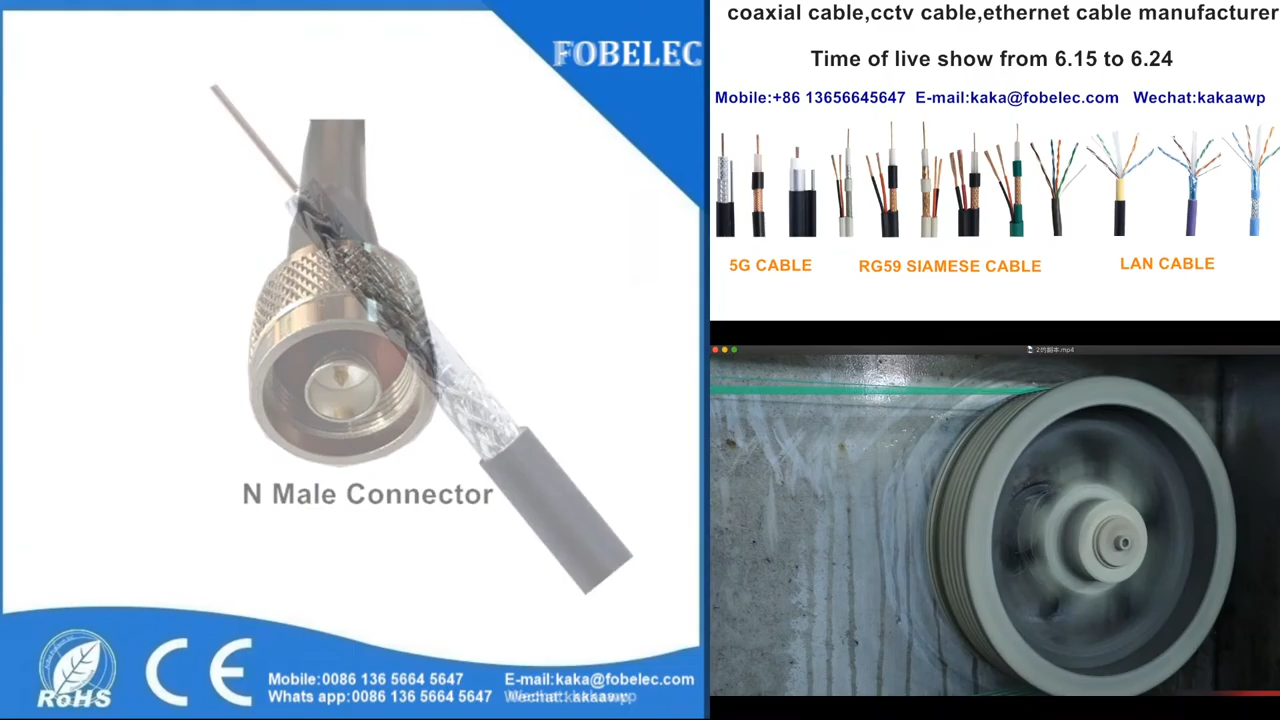 FOBELEC
N Male Connector
RoHS
CE
Mobile:0086 136 5664 5647
E-mail:kaka@fobelec.com
Whats app:0086 136 5664 5647
coaxial cable,cctv cable,ethernet cable manufacturer
Time of live show from 6.15 to 6.24
Mobile:+86 13656645647 E-mail:kaka@fobelec.com Wechat:kakaawp
5G CABLE
RG59 SIAMESE CABLE
LAN CABLE